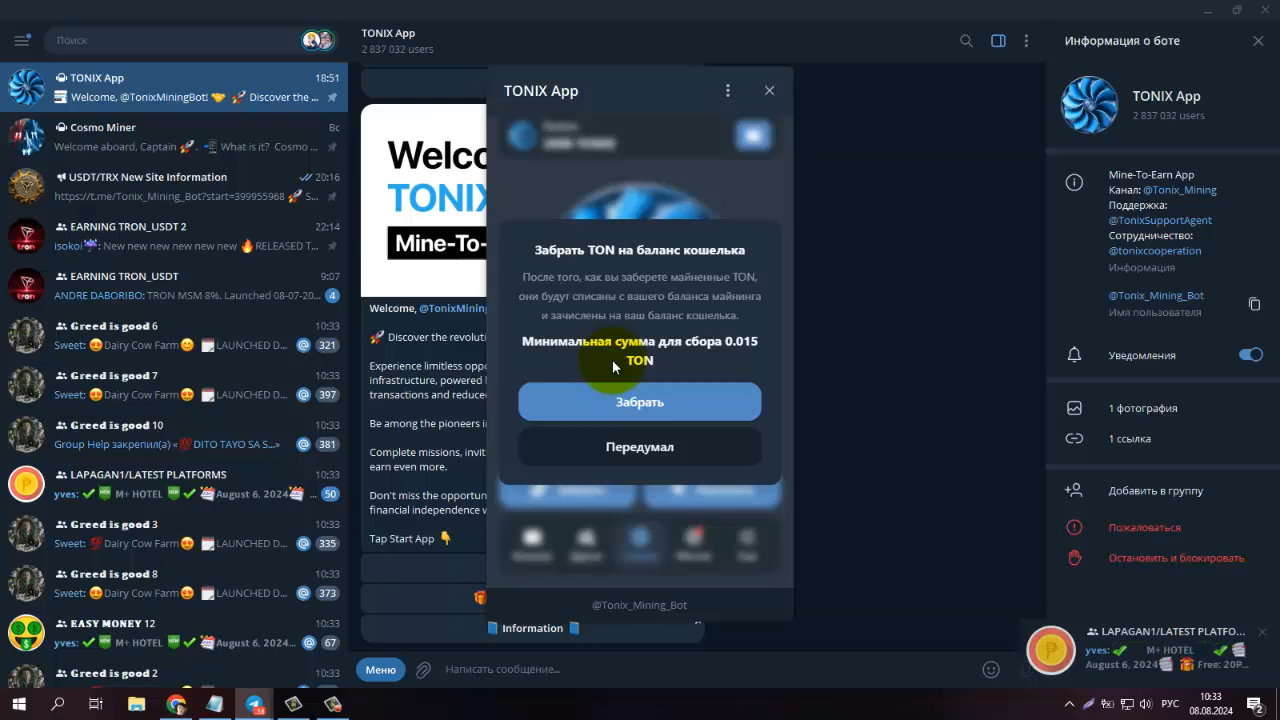 Поиск
TONIX App
18:51
Welcome, @TonixMiningBot! 🤝 🚀 Discover the ...
Cosmo Miner
Вс
Welcome aboard, Captain 🚀. 📲 What is it? Cosmo ...
USDT/TRX New Site Information
20:16
https://t.me/Tonix_Mining_Bot?start=399955968 🚀 S...
EARNING TRON_USDT 2
22:14
isokoi: New new new new new new 🔥RELEASED T...
EARNING TRON_USDT
9:07
ANDRE DABORIBO: TRON MSM 8%. Launched 08-07-20...
4
Greed is good 6
10:33
Sweet: 😍Dairy Cow Farm😊 🗓LAUNCHED D...
@ 321
Greed is good 7
10:33
Sweet: 😍Dairy Cow Farm😍 🗓LAUNCHED D...
@ 397
Greed is good 10
10:33
Group Help закрепил(а) «💯DITO TAYO SA S...»
@ 381
LAPAGAN1/LATEST PLATFORMS
10:33
yves: ✔ M+ HOTEL ✔ August 6, 2024 ...
50
Greed is good 3
10:33
Sweet: 💯Dairy Cow Farm😍 🗓LAUNCHED D...
@ 335
Greed is good 8
10:33
Sweet: 😍Dairy Cow Farm😍 🗓LAUNCHED D...
@ 373
EASY MONEY 12
10:33
yves: ✔ M+ HOTEL ✔ August 6, 2024...
@ 67
Greed is good 2
10:33
TONIX App
2 837 032 users
Welco
TONIX
Mine-To-
Welcome, @TonixMining
🚀 Discover the revoluti
Experience limitless oppo
infrastructure, powered
transactions and reduce
Be among the pioneers i
Complete missions, invit
earn even more.
Don't miss the opportun
financial independence w
Tap Start App 👇
📘 Information 📘
Меню
Написать сообщение...
TONIX App
Забрать TON на баланс кошелька
После того, как вы заберете майненные TON,
они будут списаны с вашего баланса майнинга
и зачислены на ваш баланс кошелька.
Минимальная сумма для сбора 0.015
TON
Забрать
Передумал
@Tonix_Mining_Bot
Информация о боте
TONIX App
2 837 032 users
Mine-To-Earn App
Канал: @Tonix_Mining
Поддержка:
@TonixSupportAgent
Сотрудничество:
@tonixcooperation
Информация
@Tonix_Mining_Bot
Имя пользователя
Уведомления
1 фотография
1 ссылка
Добавить в группу
Пожаловаться
Остановить и блокировать
LAPAGAN1/LATEST PLATFO...
yves: ✔ M+ HOTEL ✔
August 6, 2024 🎁 Free: 20P...
РУС
10:33
08.08.2024
2